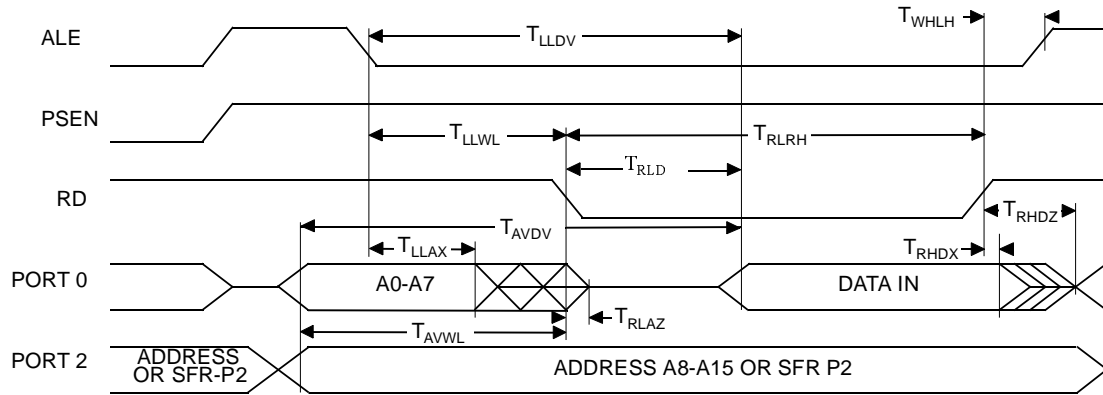 ALE
T_LLDV
T_WHLH
PSEN
T_LLWL
T_RLRH
T_RLD
RD
T_AVDV
T_RHDZ
T_LLAX
T_RHDX
PORT 0
A0-A7
DATA IN
T_RLAZ
T_AVWL
PORT 2
ADDRESS
OR SFR-P2
ADDRESS A8-A15 OR SFR P2